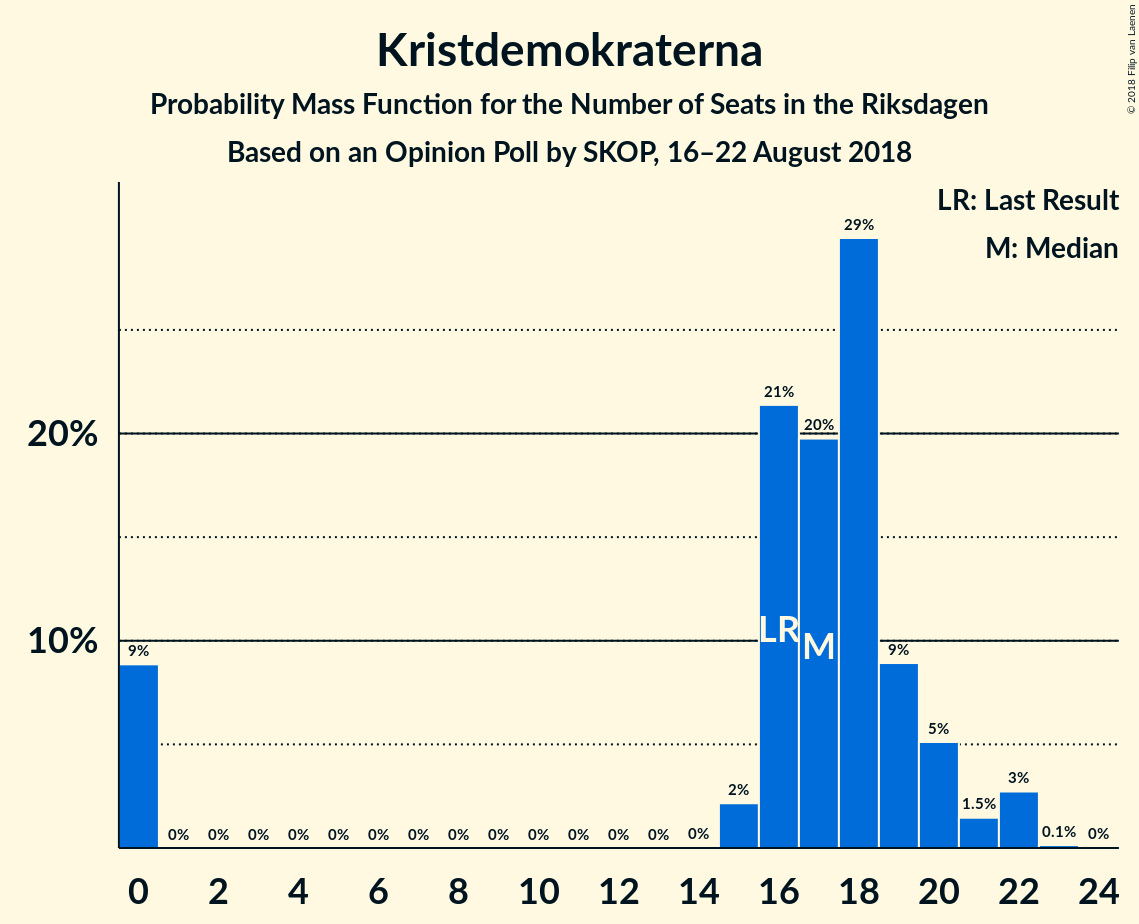 Kristdemokraterna
Probability Mass Function for the Number of Seats in the Riksdagen
Based on an Opinion Poll by SKOP, 16–22 August 2018
© 2018 Filip van Laenen
LR: Last Result
M: Median
29%
21%
20%
20%
LR
M
10%
9%
9%
5%
3%
2%
1.5%
0.1%
0% 0% 0% 0% 0% 0% 0% 0% 0% 0% 0% 0% 0% 0% 0%
0 2 4 6 8 10 12 14 16 18 20 22 24